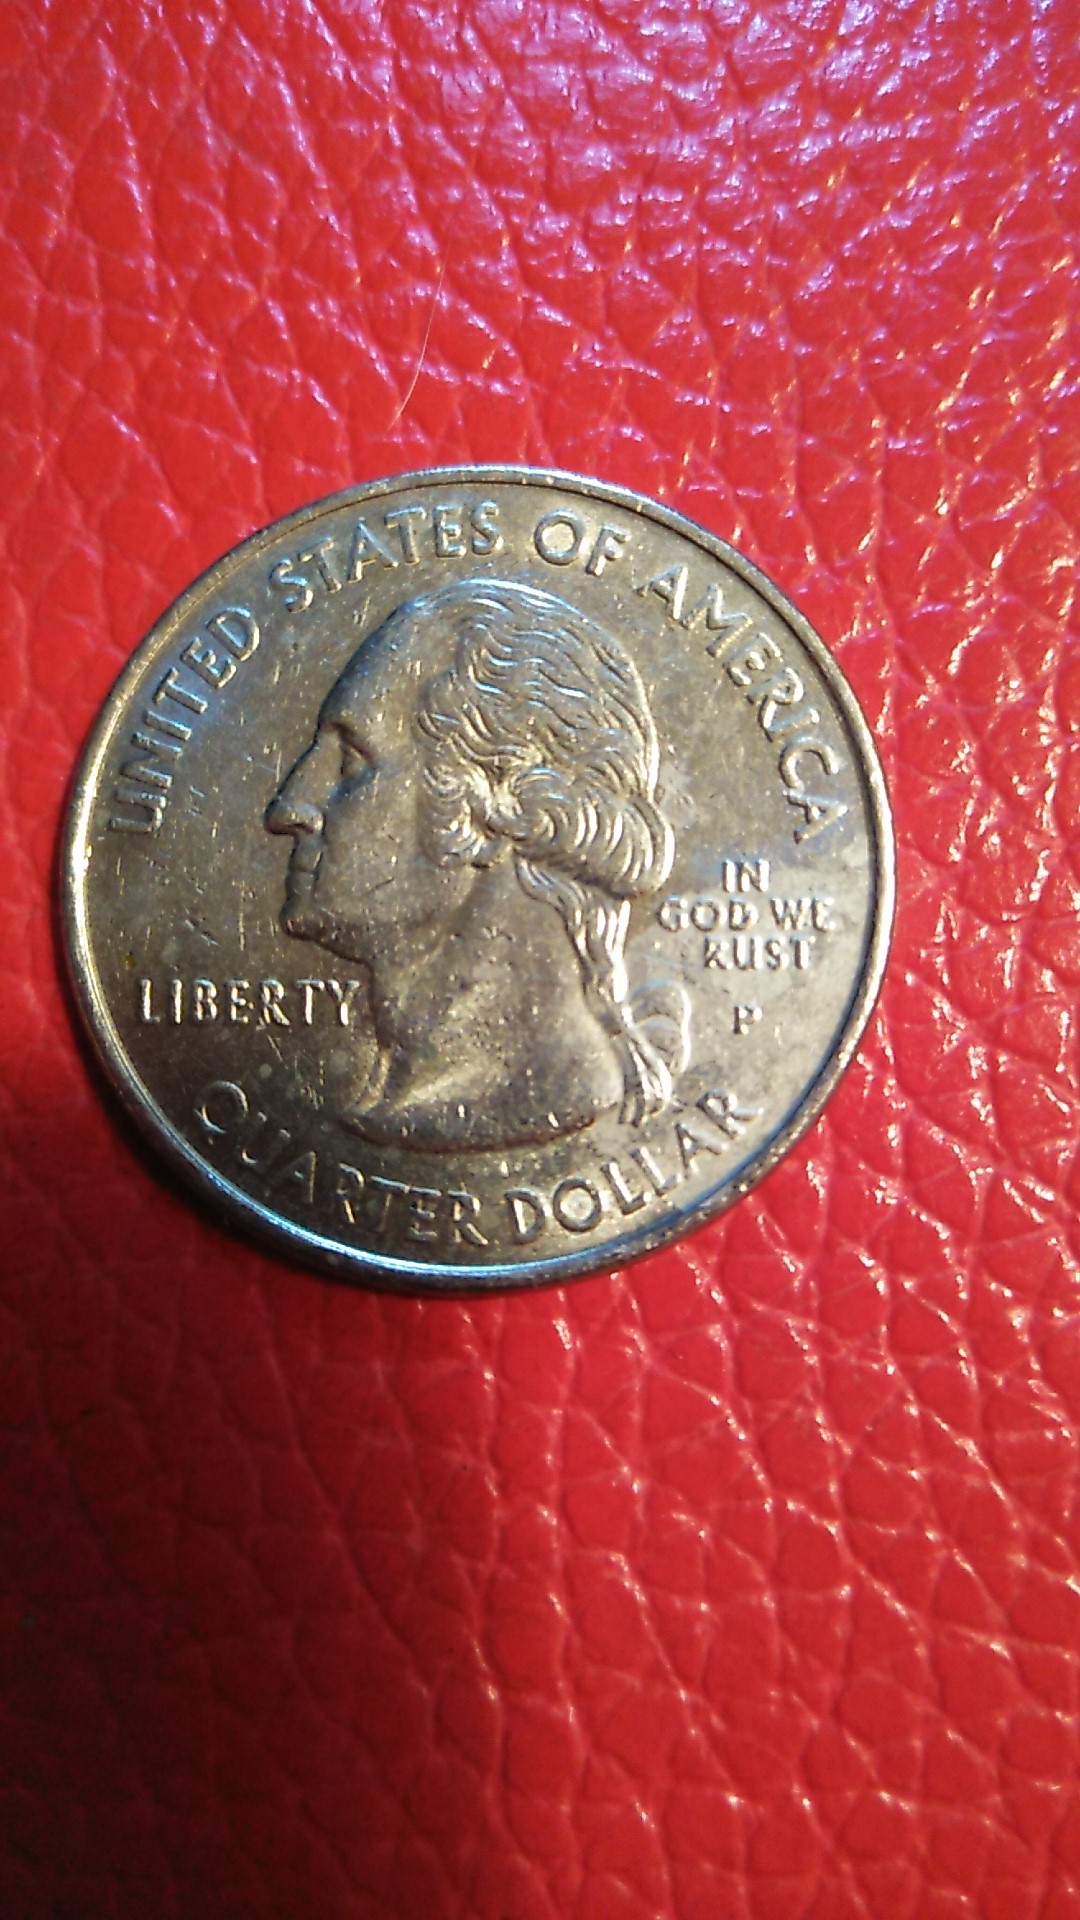 UNITED STATES OF AMERICA
LIBERTY
IN
GOD WE
RUST
P
QUARTER DOLLAR